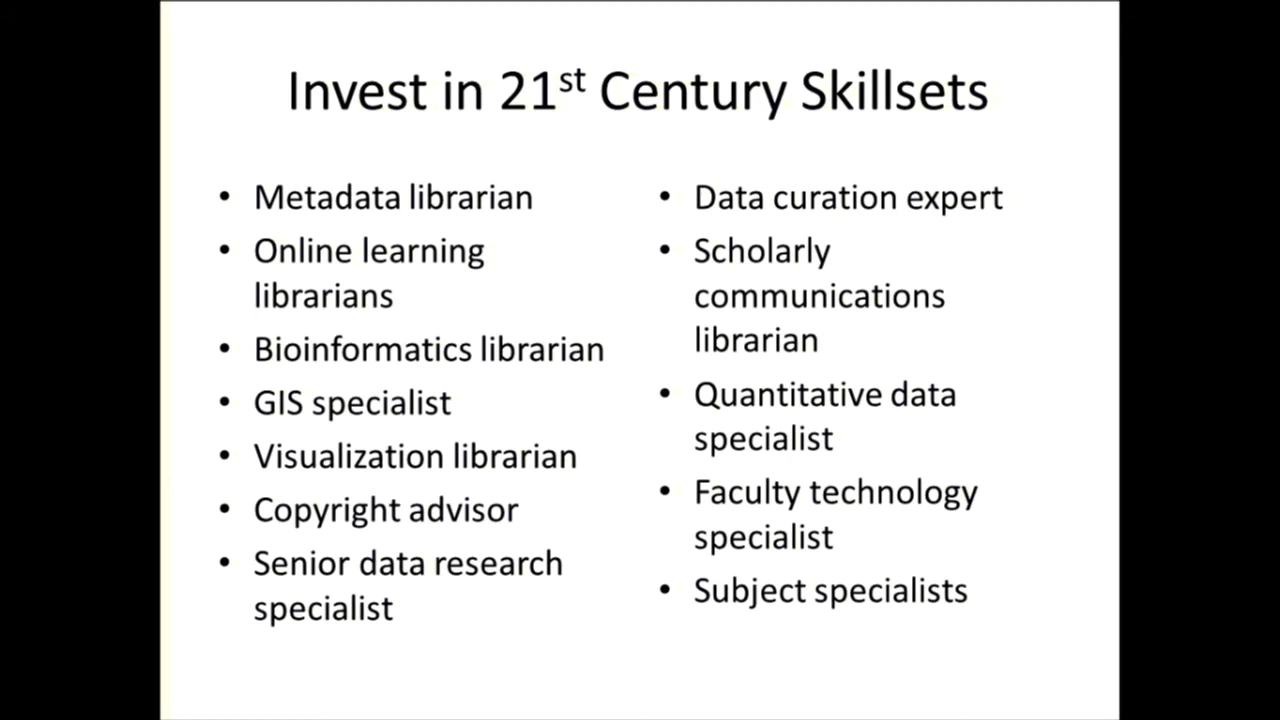 Invest in 21st Century Skillsets
• Metadata librarian
• Online learning
librarians
• Bioinformatics librarian
• GIS specialist
• Visualization librarian
• Copyright advisor
• Senior data research
specialist
• Data curation expert
• Scholarly
communications
librarian
• Quantitative data
specialist
• Faculty technology
specialist
• Subject specialists